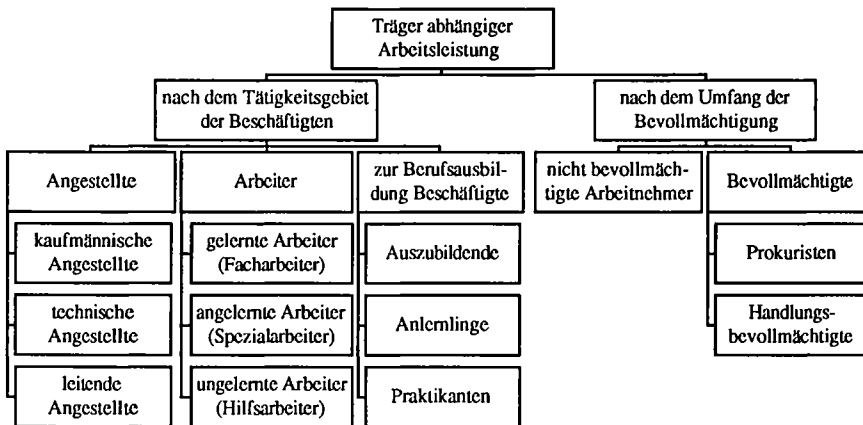 Träger abhängiger
Arbeitsleistung
nach dem Tätigkeitsgebiet
der Beschäftigten
nach dem Umfang der
Bevollmächtigung
Angestellte
Arbeiter
zur Berufsausbil-
dung Beschäftigte
nicht bevollmäch-
tigte Arbeitnehmer
Bevollmächtigte
kaufmännische
Angestellte
gelernte Arbeiter
(Facharbeiter)
Auszubildende
Prokuristen
technische
Angestellte
angelernte Arbeiter
(Spezialarbeiter)
Anlernlinge
Handlungs-
bevollmächtigte
leitende
Angestellte
ungelernte Arbeiter
(Hilfsarbeiter)
Praktikanten